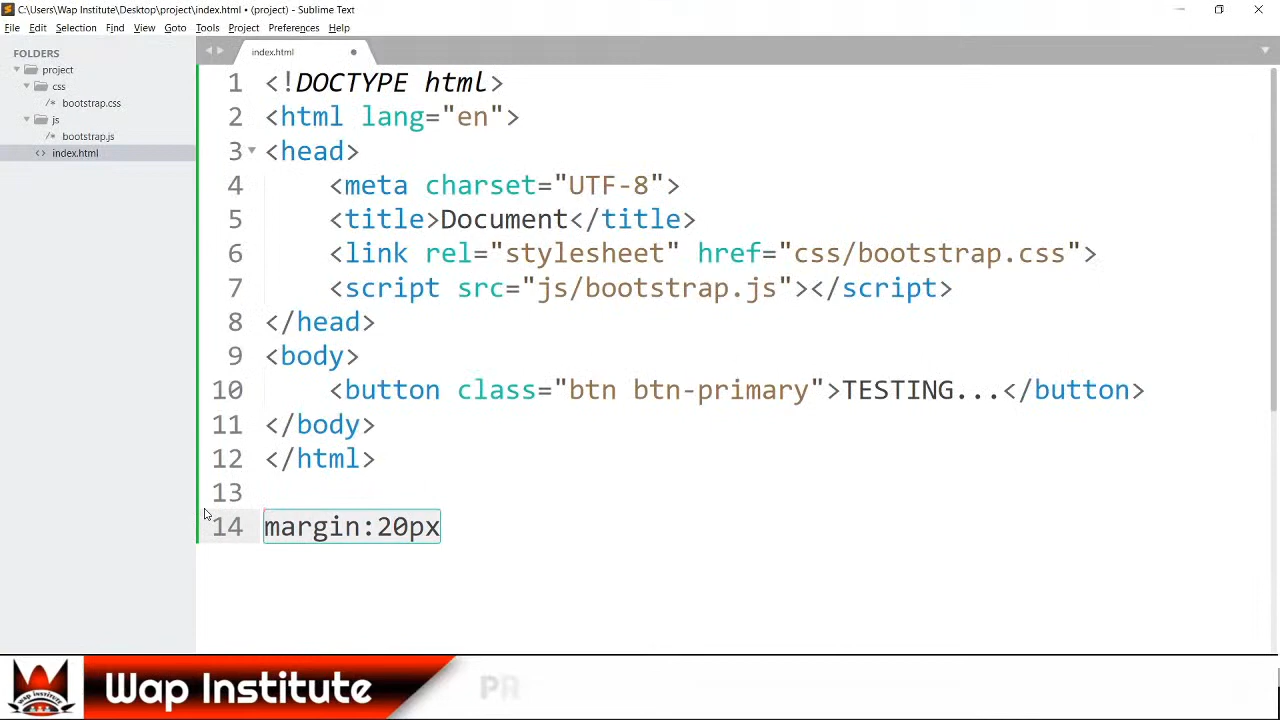 C:\Users\Wap Institute\Desktop\project\index.html • (project) - Sublime Text
File Edit Selection Find View Goto Tools Project Preferences Help
FOLDERS
project
css
/* bootstrap.css
js
/* bootstrap.js
<> index.html
index.html
1 <!DOCTYPE html>
2 <html lang="en">
3 <head>
4     <meta charset="UTF-8">
5     <title>Document</title>
6     <link rel="stylesheet" href="css/bootstrap.css">
7     <script src="js/bootstrap.js"></script>
8 </head>
9 <body>
10     <button class="btn btn-primary">TESTING...</button>
11 </body>
12 </html>
13
14 margin:20px
WAP INSTITUTE
Wap Institute
PR